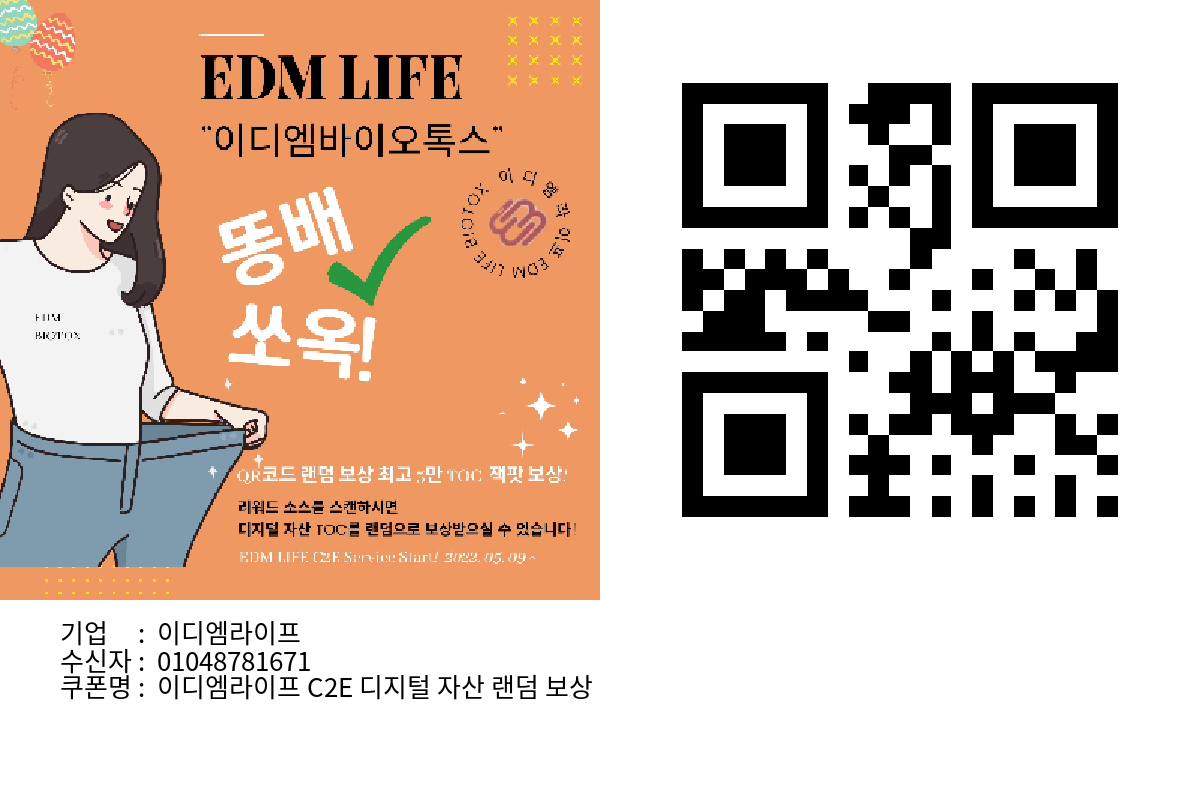 EDM LIFE
"이디엠바이오톡스"
이디엠라이프 EDM LIFE BIOTOX
똥배
쏘옥!
EDM
BIOTOX
QR코드 랜덤 보상 최고 5만 TOC 잭팟 보상!
리워드 소스를 스캔하시면
디지털 자산 TOC를 랜덤으로 보상받으실 수 있습니다!
EDM LIFE C2E Service Start! 2022. 05. 09 ~
기업 : 이디엠라이프
수신자 : 01048781671
쿠폰명 : 이디엠라이프 C2E 디지털 자산 랜덤 보상